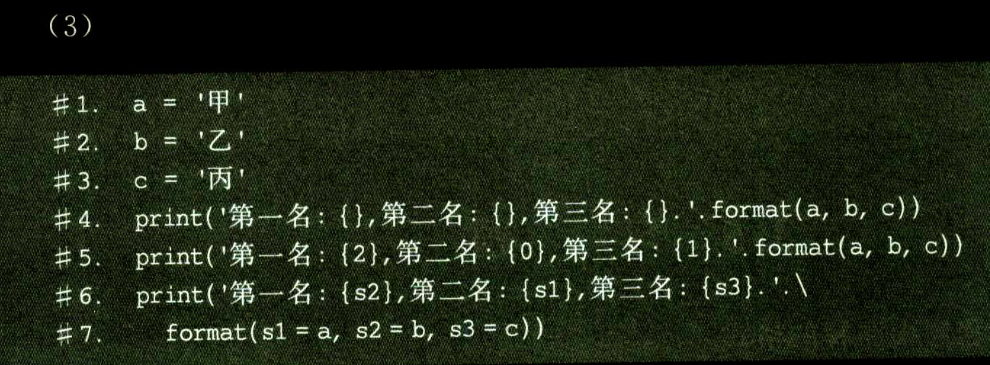 (3)
#1. a = '甲'
#2. b = '乙'
#3. c = '丙'
#4. print('第一名: {},第二名: {},第三名: {}.'.format(a, b, c))
#5. print('第一名: {2},第二名: {0},第三名: {1}.'.format(a, b, c))
#6. print('第一名: {s2},第二名: {s1},第三名: {s3}.'.\
#7. format(s1 = a, s2 = b, s3 = c))